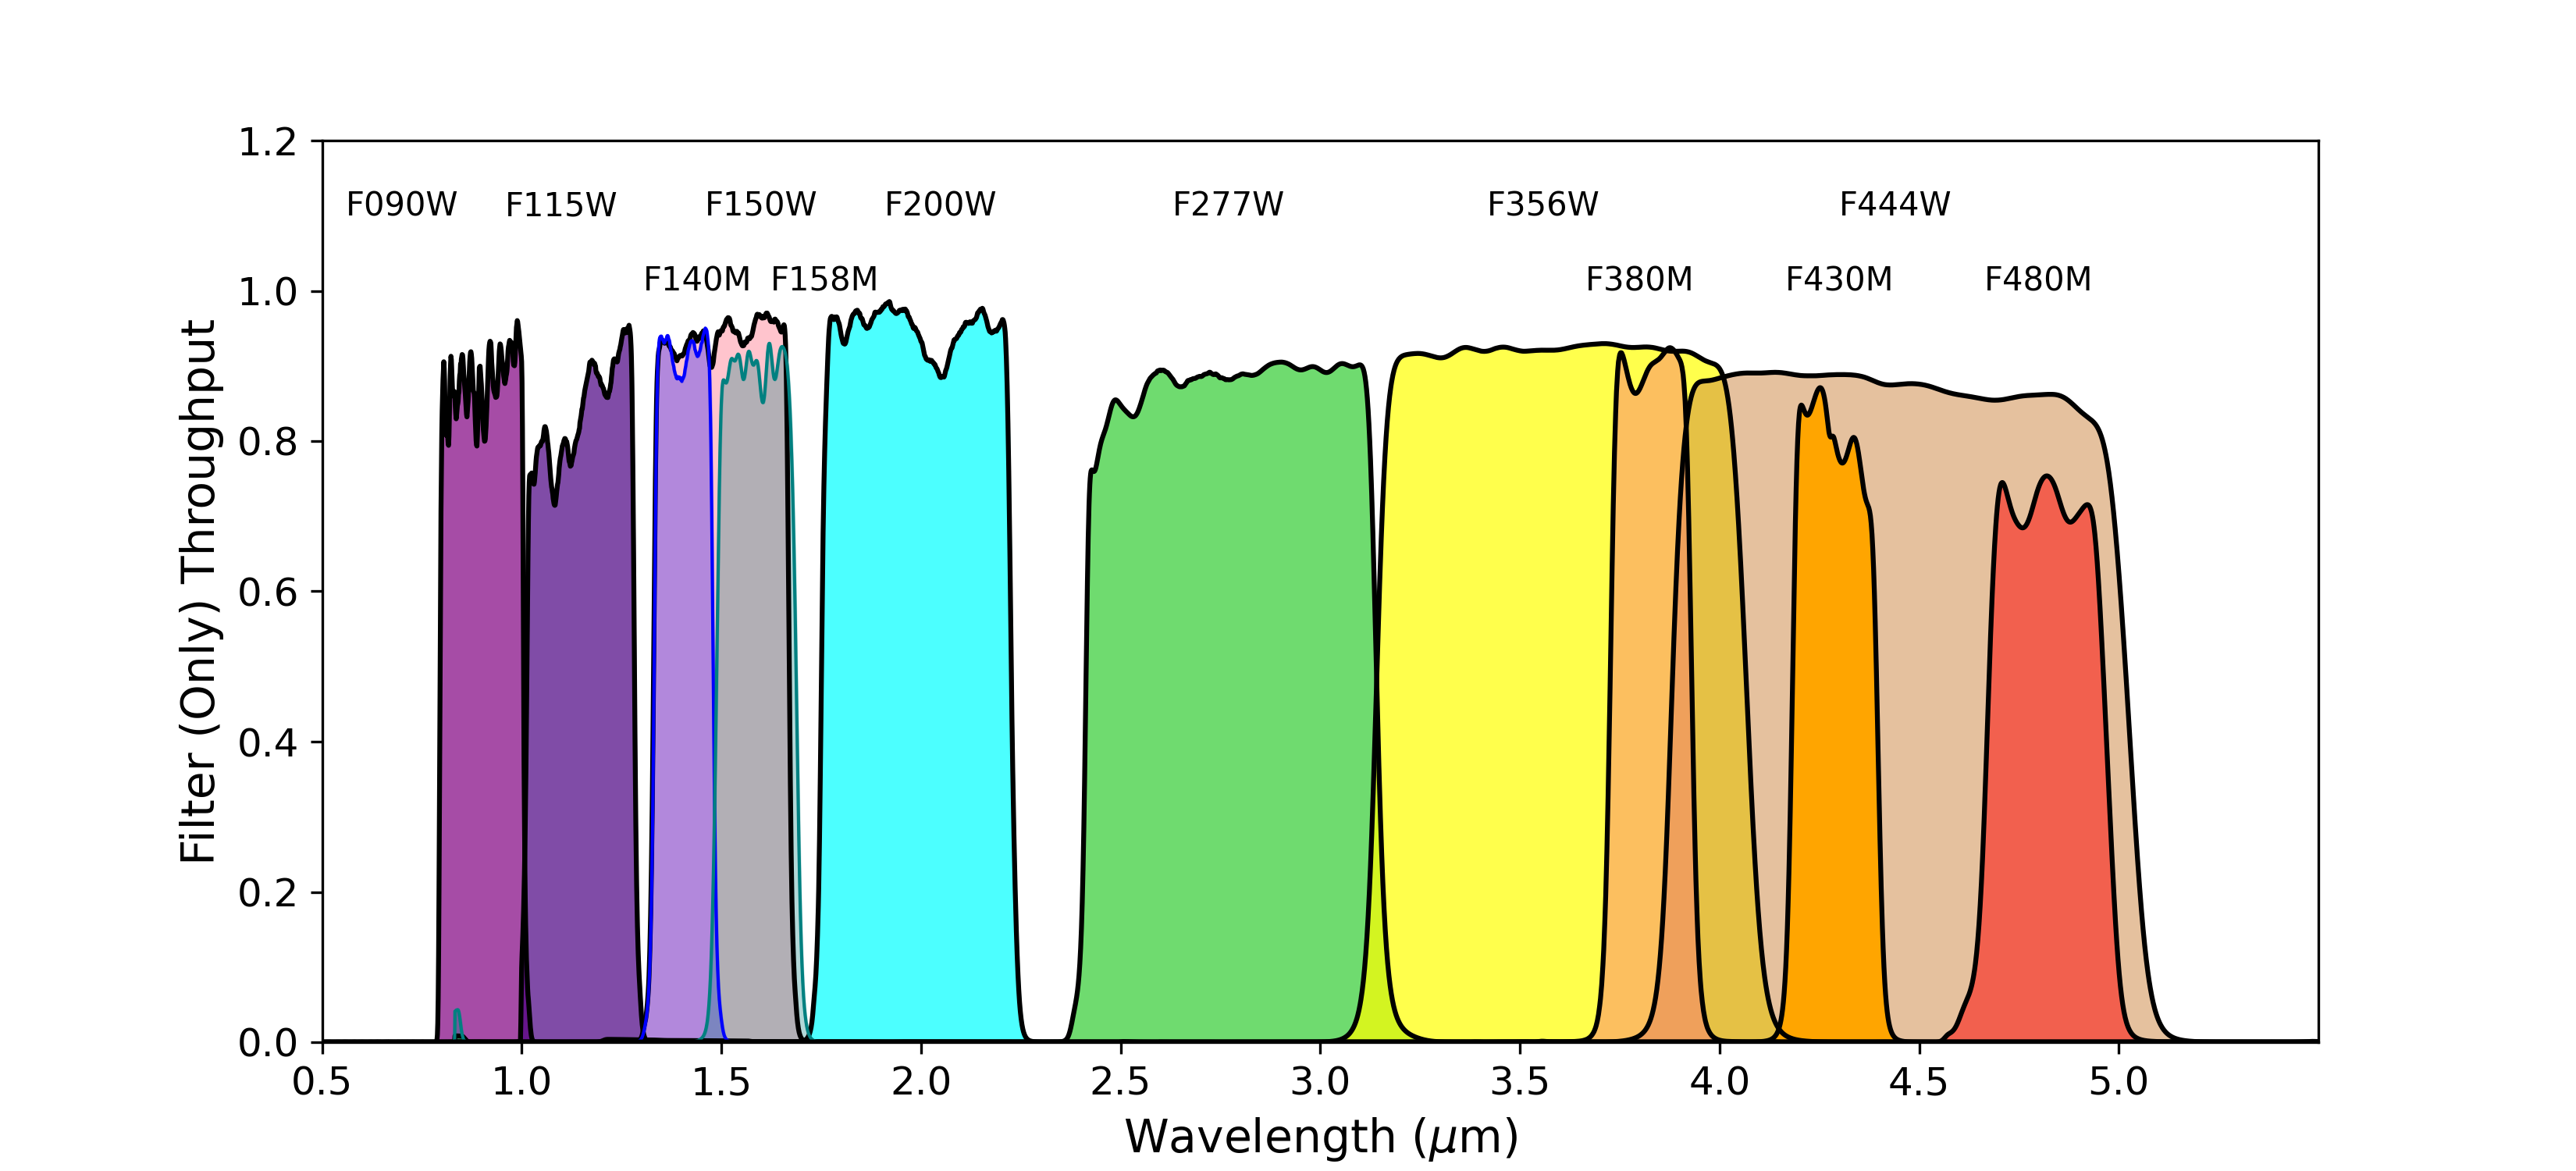 F090W F115W F150W F200W F277W F356W F444W
F140M F158M F380M F430M F480M
1.2
1.0
0.8
0.6
0.4
0.2
0.0
Filter (Only) Throughput
0.5 1.0 1.5 2.0 2.5 3.0 3.5 4.0 4.5 5.0
Wavelength (μm)